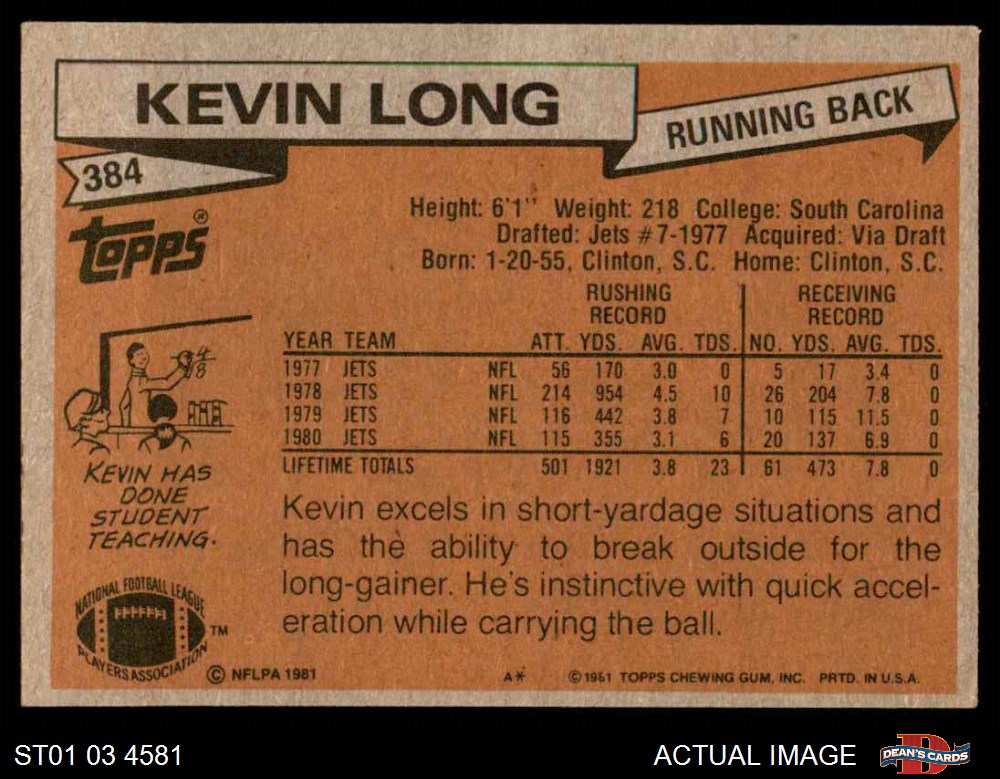 KEVIN LONG
RUNNING BACK
384
topps®
Height: 6'1" Weight: 218 College: South Carolina
Drafted: Jets #7-1977 Acquired: Via Draft
Born: 1-20-55, Clinton, S.C. Home: Clinton, S.C.
RUSHING RECORD RECEIVING RECORD
YEAR TEAM ATT. YDS. AVG. TDS. NO. YDS. AVG. TDS.
1977 JETS NFL 56 170 3.0 0 5 17 3.4 0
1978 JETS NFL 214 954 4.5 10 26 204 7.8 0
1979 JETS NFL 116 442 3.8 7 10 115 11.5 0
1980 JETS NFL 115 355 3.1 6 20 137 6.9 0
LIFETIME TOTALS 501 1921 3.8 23 61 473 7.8 0
4/8
KEVIN HAS
DONE
STUDENT
TEACHING.
Kevin excels in short-yardage situations and
has the ability to break outside for the
long-gainer. He's instinctive with quick accel-
eration while carrying the ball.
NATIONAL FOOTBALL LEAGUE
PLAYERS ASSOCIATION
TM
© NFLPA 1981
A*
©1981 TOPPS CHEWING GUM, INC. PRTD. IN U.S.A.
ST01 03 4581
ACTUAL IMAGE
D
DEAN'S CARDS